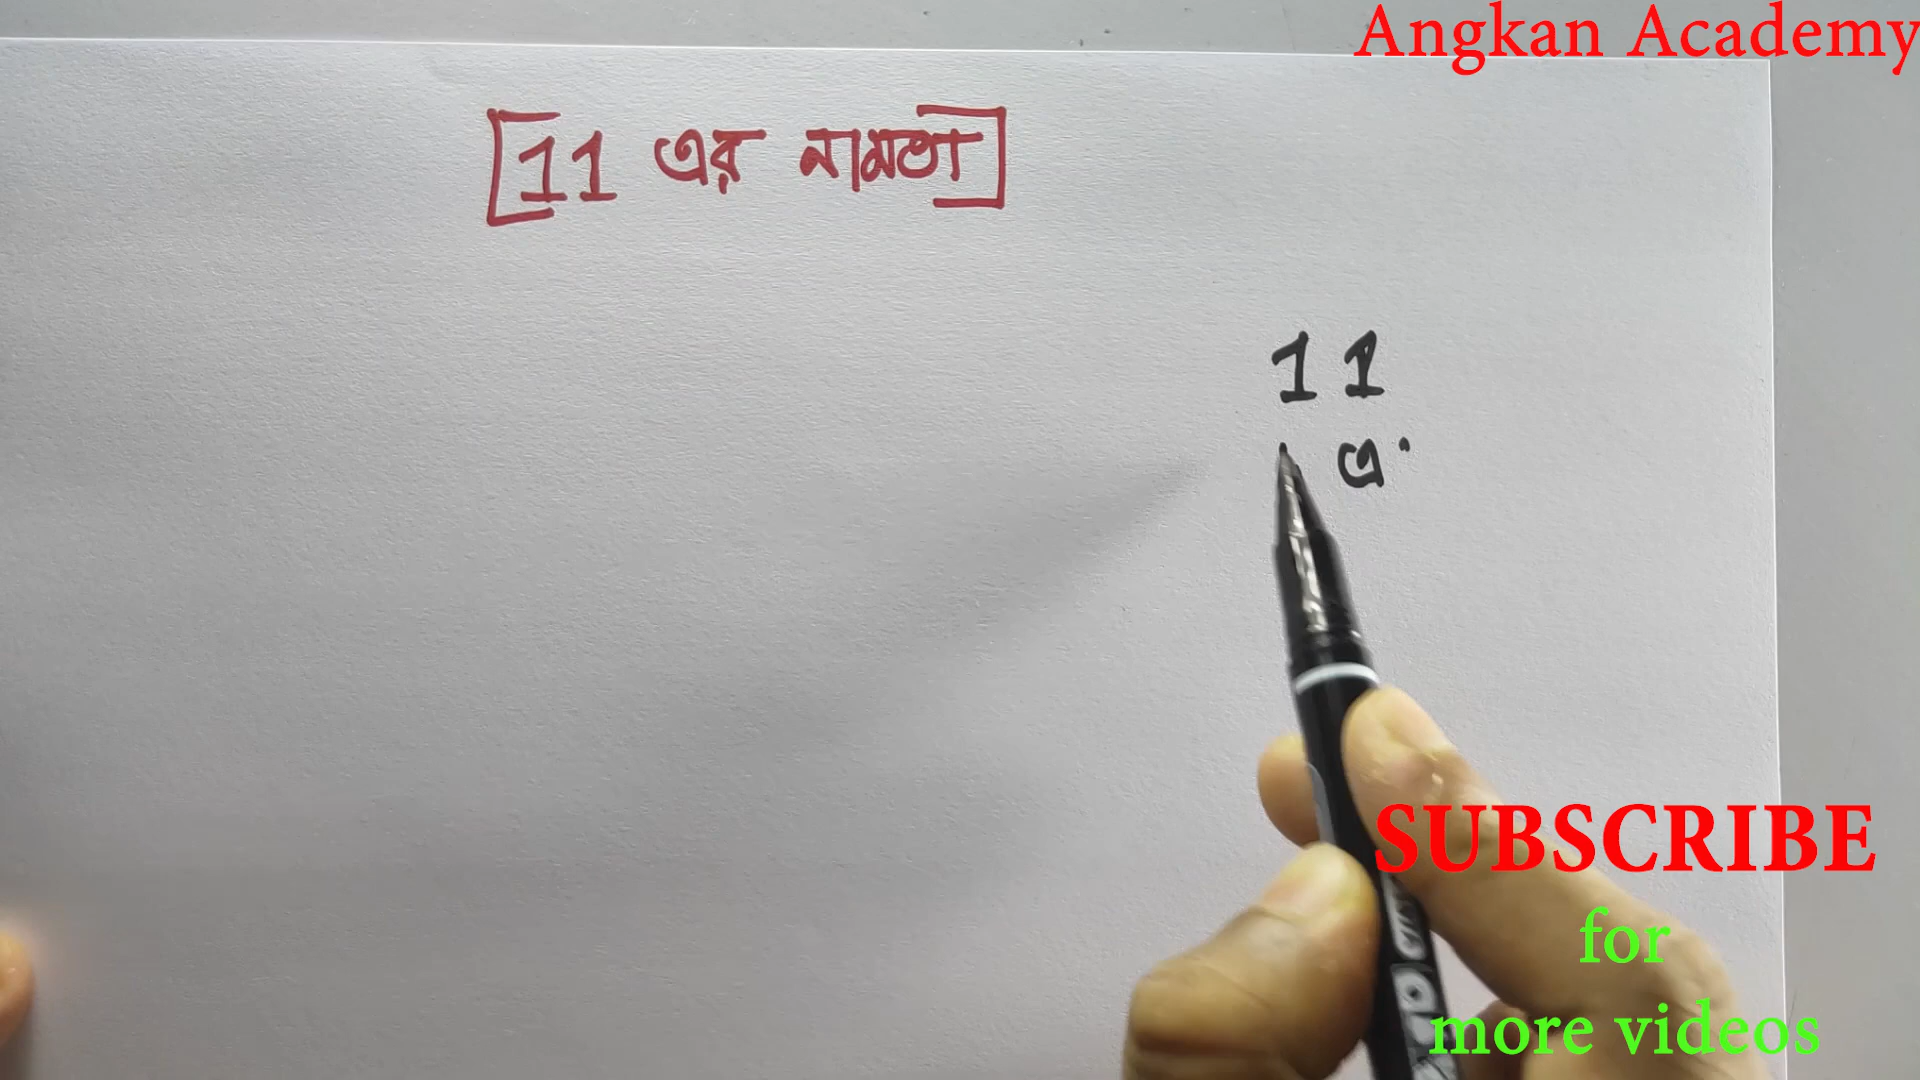 Angkan Academy
11 এর নামতা
11
এ.
SUBSCRIBE
for
more videos